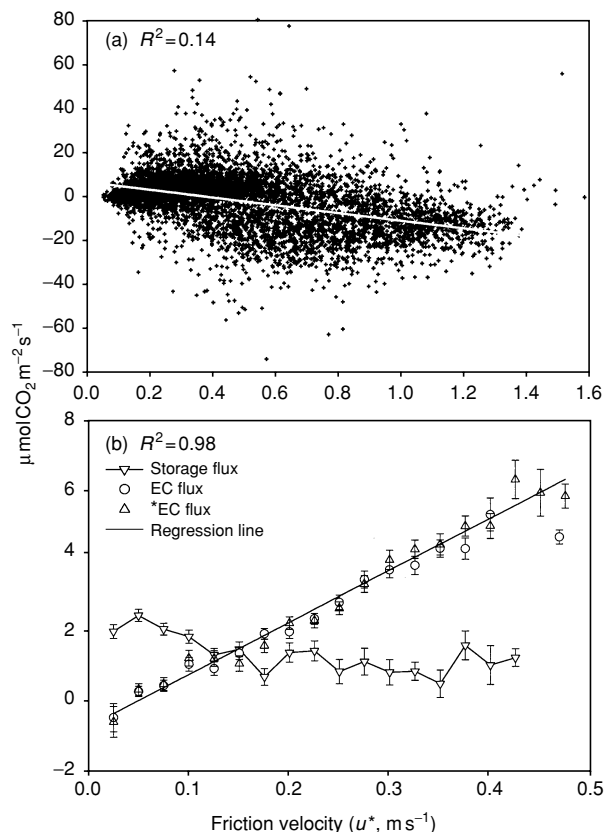 (a) R²=0.14
80
60
40
20
0
−20
−40
−60
−80
0.0 0.2 0.4 0.6 0.8 1.0 1.2 1.4 1.6
μmol CO₂ m⁻² s⁻¹
(b) R²=0.98
Storage flux
EC flux
*EC flux
Regression line
8
6
4
2
0
−2
0.0 0.1 0.2 0.3 0.4 0.5
Friction velocity (u*, m s⁻¹)